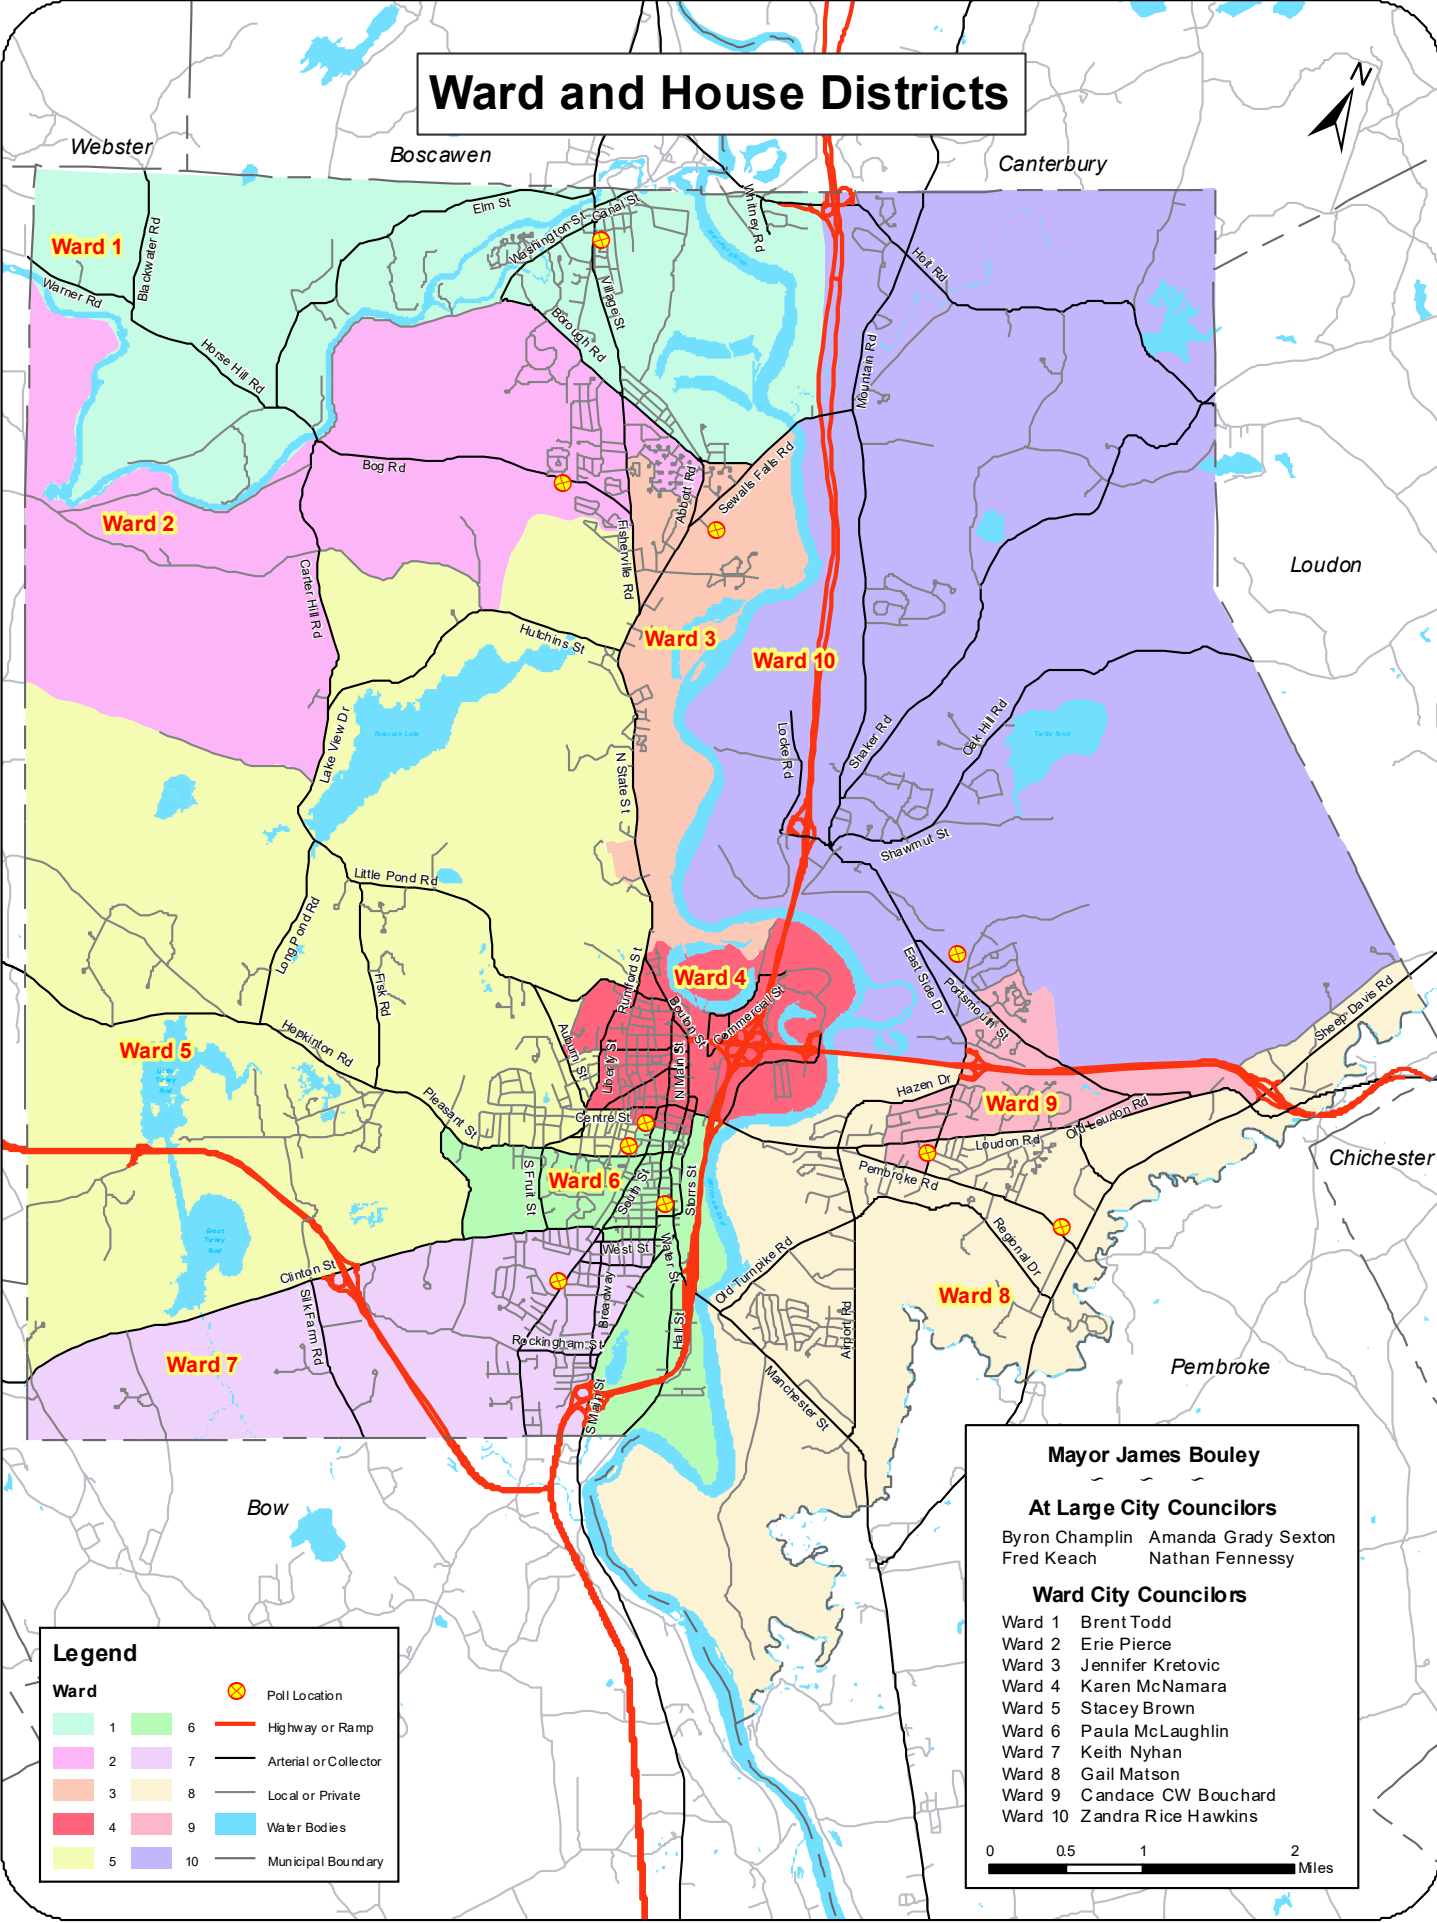 Ward and House Districts
N
Webster
Boscawen
Canterbury
Elm St
Canal St
Washington St
Whitney Rd
Ward 1
Blackwater Rd
Warner Rd
Village St
Hoit Rd
Borough Rd
Horse Hill Rd
Mountain Rd
Bog Rd
Abbott Rd
Sewalls Falls Rd
Ward 2
Fisherville Rd
Loudon
Carter Hill Rd
Hutchins St
Ward 3
Ward 10
Lake View Dr
Penacook Lake
Locke Rd
Shaker Rd
Oak Hill Rd
Turtle Pond
N State St
Shawmut St
Little Pond Rd
Long Pond Rd
Fisk Rd
Rumford St
Ward 4
Bouton St
Commercial St
East Side Dr
Portsmouth St
Sheep Davis Rd
Hopkinton Rd
Auburn St
Liberty St
N Main St
Ward 5
Little Turkey Pond
Hazen Dr
Ward 9
Pleasant St
Centre St
Loudon Rd
Old Loudon Rd
Chichester
Ward 6
S Fruit St
South St
Storrs St
Pembroke Rd
Great Turkey Pond
West St
Water St
Old Turnpike Rd
Regional Dr
Clinton St
Silk Farm Rd
Broadway
Ward 8
Rockingham St
Hall St
Airport Rd
Ward 7
Manchester St
Pembroke
S Main St
Bow
Mayor James Bouley
At Large City Councilors
Byron Champlin Amanda Grady Sexton
Fred Keach Nathan Fennessy
Ward City Councilors
Ward 1 Brent Todd
Ward 2 Erie Pierce
Ward 3 Jennifer Kretovic
Ward 4 Karen McNamara
Ward 5 Stacey Brown
Ward 6 Paula McLaughlin
Ward 7 Keith Nyhan
Ward 8 Gail Matson
Ward 9 Candace CW Bouchard
Ward 10 Zandra Rice Hawkins
0 0.5 1 2
Miles
Legend
Ward
Poll Location
1 6 Highway or Ramp
2 7 Arterial or Collector
3 8 Local or Private
4 9 Water Bodies
5 10 Municipal Boundary